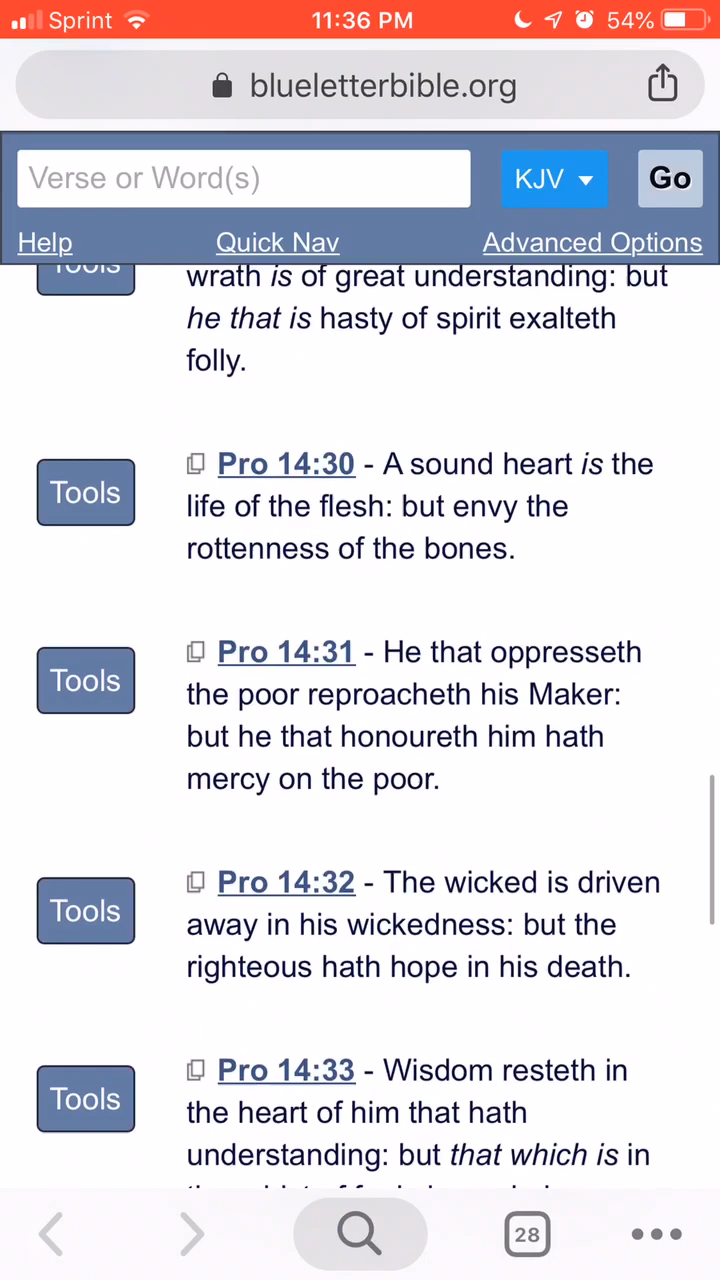 Sprint 11:36 PM 54%
blueletterbible.org
Verse or Word(s) KJV Go
Help Quick Nav Advanced Options
Tools wrath is of great understanding: but
he that is hasty of spirit exalteth
folly.
Pro 14:30 - A sound heart is the
Tools life of the flesh: but envy the
rottenness of the bones.
Pro 14:31 - He that oppresseth
Tools the poor reproacheth his Maker:
but he that honoureth him hath
mercy on the poor.
Pro 14:32 - The wicked is driven
Tools away in his wickedness: but the
righteous hath hope in his death.
Pro 14:33 - Wisdom resteth in
Tools the heart of him that hath
understanding: but that which is in
28